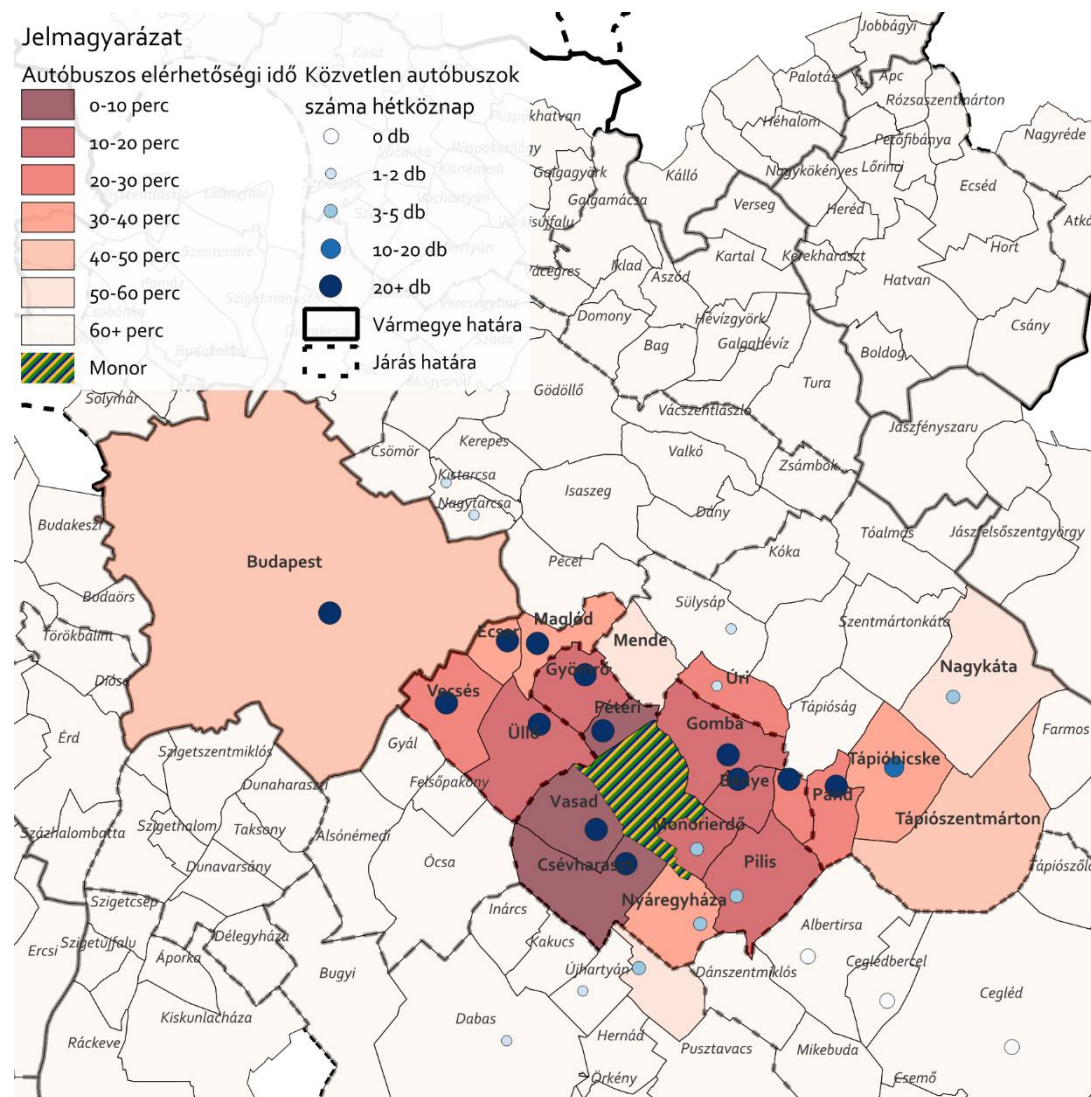 Jelmagyarázat
Autóbuszos elérhetőségi idő
0-10 perc
10-20 perc
20-30 perc
30-40 perc
40-50 perc
50-60 perc
60+ perc
Monor
Közvetlen autóbuszok
száma hétköznap
0 db
1-2 db
3-5 db
10-20 db
20+ db
Vármegye határa
Járás határa
Jobbágyi
Palotás
Apc
Rózsaszentmárton
Héhalom
Petőfibánya
Nagyréde
Galgagyörk
Kálló
Nagykökényes
Lőrinci
Ecséd
Galgamácsa
Verseg
Heréd
Iklad
Kartal
Kerekharaszt
Hort
Aszód
Hatvan
Domony
Hévízgyörk
Csány
Bag
Galgahévíz
Boldog
Gödöllő
Tura
Solymár
Vácszentlászló
Jászfényszaru
Csömör
Kerepes
Valkó
Zsámbok
Kistarcsa
Isaszeg
Nagytarcsa
Dány
Budakeszi
Tóalmás
Jászfelsőszentgyörgy
Kóka
Budapest
Pécel
Budaörs
Sülysáp
Maglód
Szentmártonkáta
Törökbálint
Ecser
Mende
Nagykáta
Gyömrő
Úri
Vecsés
Péteri
Gomba
Tápióság
Farmos
Érd
Üllő
Gyál
Szigetszentmiklós
Tápióbicske
Felsőpakony
Bénye
Pánd
Dunaharaszti
Vasad
Tápiószentmárton
Százhalombatta
Szigethalom
Taksony
Alsónémedi
Monorierdő
Ócsa
Csévharaszt
Pilis
Dunavarsány
Nyáregyháza
Szigetcsép
Inárcs
Albertirsa
Délegyháza
Szigetújfalu
Kakucs
Ercsi
Áporka
Bugyi
Újhartyán
Dánszentmiklós
Ceglédbercel
Kiskunlacháza
Cegléd
Dabas
Hernád
Ráckeve
Pusztavacs
Mikebuda
Örkény
Csemő